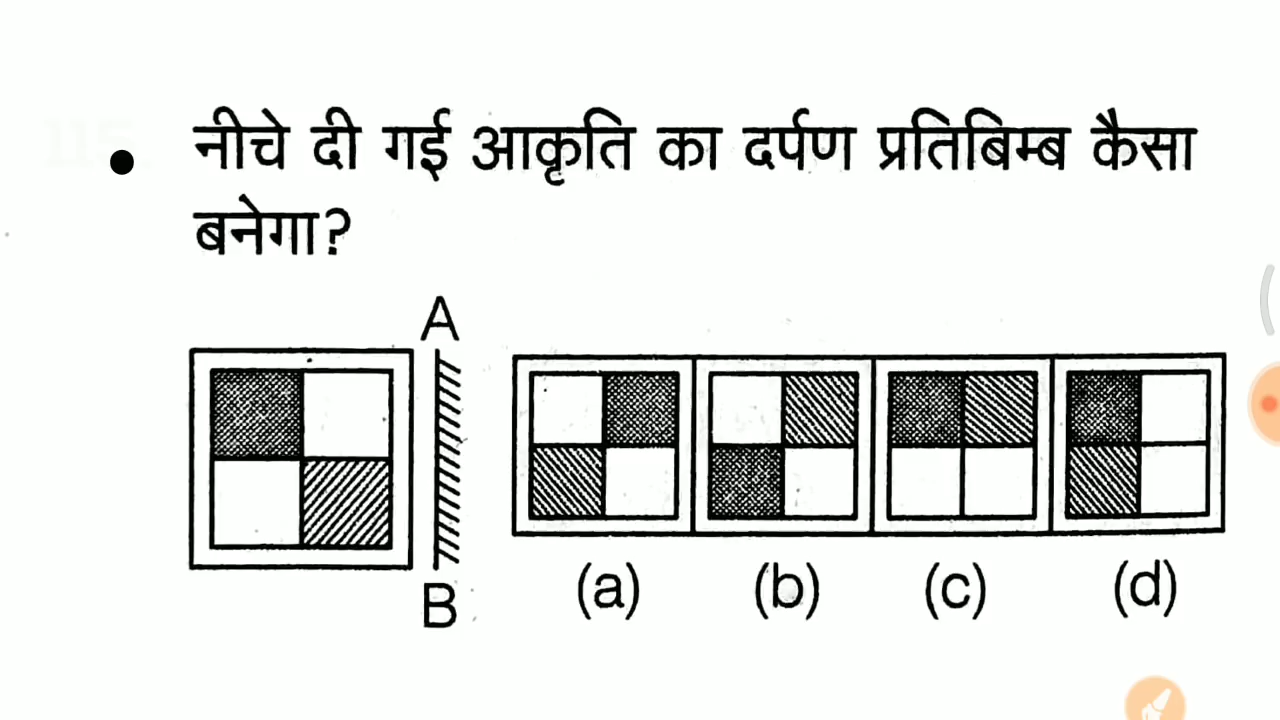 • नीचे दी गई आकृति का दर्पण प्रतिबिम्ब कैसा
बनेगा?
A
B
(a) (b) (c) (d)